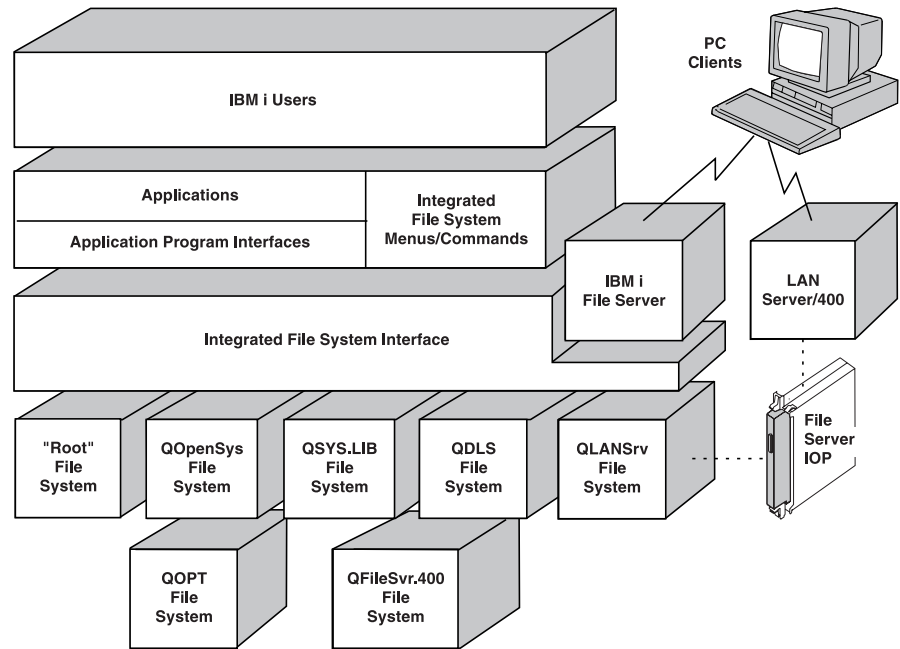 PC
Clients
IBM i Users
Applications
Application Program Interfaces
Integrated
File System
Menus/Commands
IBM i
File Server
LAN
Server/400
Integrated File System Interface
"Root"
File
System
QOpenSys
File
System
QSYS.LIB
File
System
QDLS
File
System
QLANSrv
File
System
File
Server
IOP
QOPT
File
System
QFileSvr.400
File
System